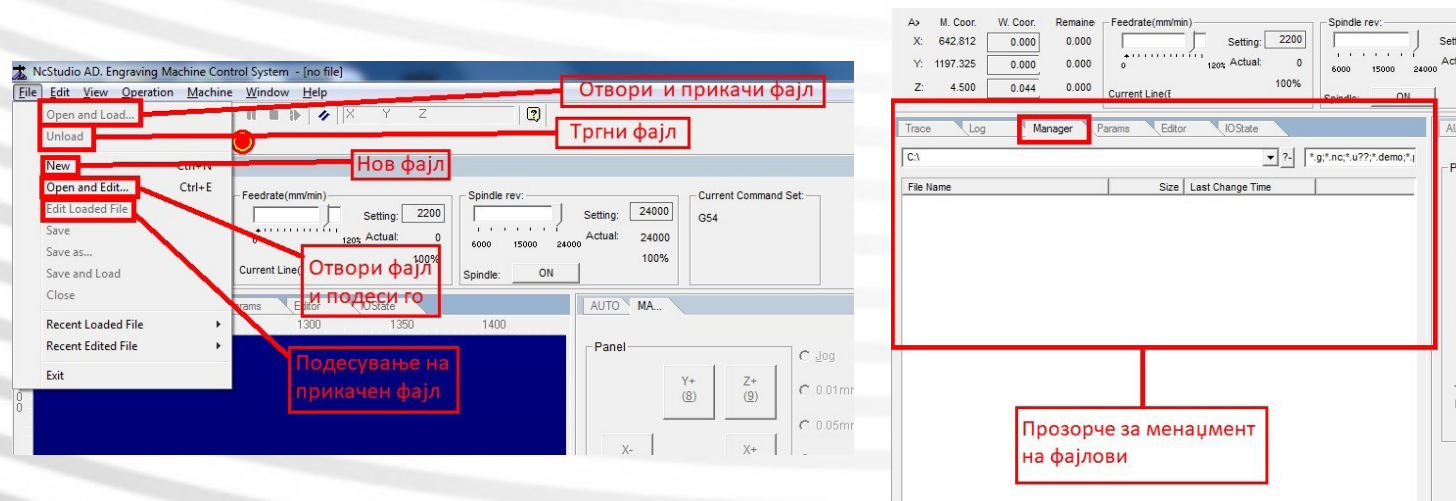 NcStudio AD. Engraving Machine Control System - [no file]
File Edit View Operation Machine Window Help
Open and Load...
Unload
New Ctrl+N
Open and Edit... Ctrl+E
Edit Loaded File
Save
Save as...
Save and Load
Close
Recent Loaded File
Recent Edited File
Exit
X Y Z
Отвори и прикачи фајл
Тргни фајл
Нов фајл
Feedrate(mm/min)
Setting: 2200
0 120% Actual: 0
100%
Current Line(
Spindle rev:
Setting: 24000
6000 15000 24000 Actual: 24000
100%
Spindle: ON
Current Command Set:
G54
Отвори фајл
и подеси го
Editor IOState
1300 1350 1400
Подесување на
прикачен фајл
AUTO MA...
Panel
Y+
(8)
Z+
(9)
X- X+
Jog
0.01mm
0.05mm
M. Coor. W. Coor. Remaine
X: 642.812 0.000 0.000
Y: 1197.325 0.000 0.000
Z: 4.500 0.044 0.000
Feedrate(mm/min)
Setting: 2200
0 120% Actual: 0
100%
Current Line(
Spindle rev:
6000 15000 24000
Spindle: ON
Trace Log Manager Params Editor IOState
C:\ ?- *.g;*.nc;*.u??;*.demo;*.
File Name Size Last Change Time
Прозорче за менаџмент
на фајлови